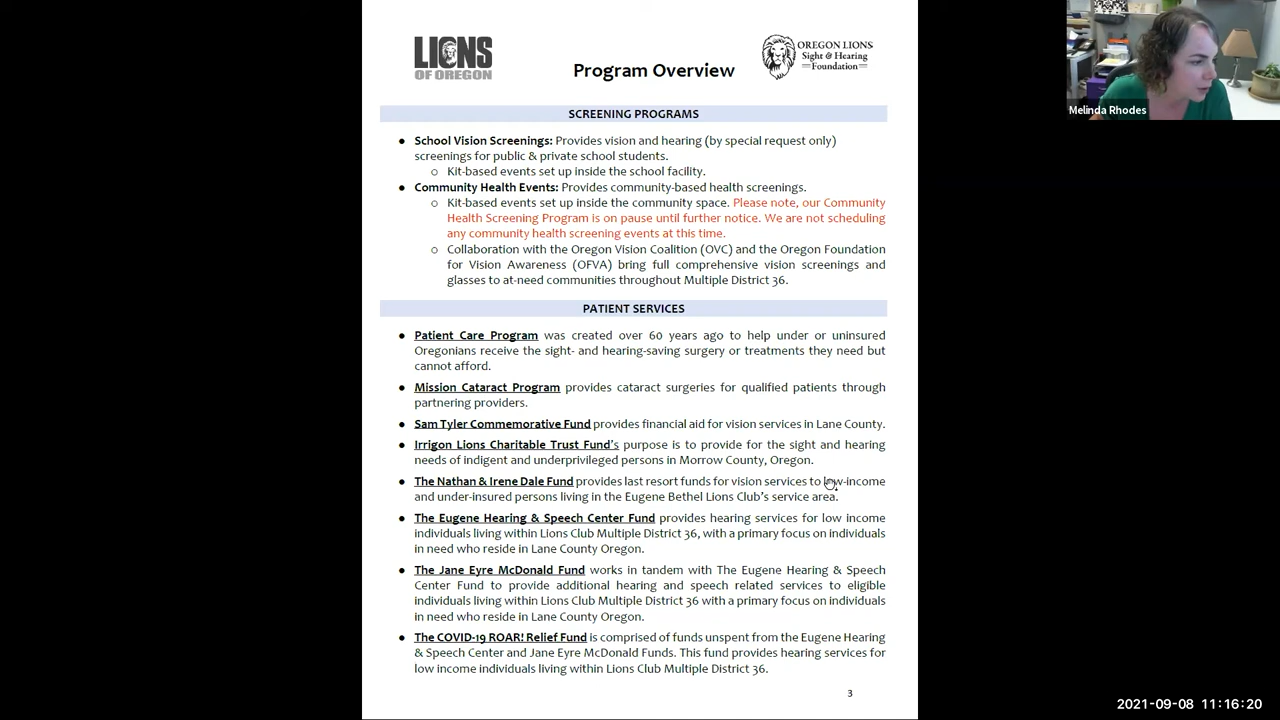 LIONS
OF OREGON
OREGON LIONS
Sight & Hearing
Foundation
Program Overview
Melinda Rhodes
SCREENING PROGRAMS
● School Vision Screenings: Provides vision and hearing (by special request only)
screenings for public & private school students.
o Kit-based events set up inside the school facility.
● Community Health Events: Provides community-based health screenings.
o Kit-based events set up inside the community space. Please note, our Community
Health Screening Program is on pause until further notice. We are not scheduling
any community health screening events at this time.
o Collaboration with the Oregon Vision Coalition (OVC) and the Oregon Foundation
for Vision Awareness (OFVA) bring full comprehensive vision screenings and
glasses to at-need communities throughout Multiple District 36.
PATIENT SERVICES
● Patient Care Program was created over 60 years ago to help under or uninsured
Oregonians receive the sight- and hearing-saving surgery or treatments they need but
cannot afford.
● Mission Cataract Program provides cataract surgeries for qualified patients through
partnering providers.
● Sam Tyler Commemorative Fund provides financial aid for vision services in Lane County.
● Irrigon Lions Charitable Trust Fund's purpose is to provide for the sight and hearing
needs of indigent and underprivileged persons in Morrow County, Oregon.
● The Nathan & Irene Dale Fund provides last resort funds for vision services to low-income
and under-insured persons living in the Eugene Bethel Lions Club's service area.
● The Eugene Hearing & Speech Center Fund provides hearing services for low income
individuals living within Lions Club Multiple District 36, with a primary focus on individuals
in need who reside in Lane County Oregon.
● The Jane Eyre McDonald Fund works in tandem with The Eugene Hearing & Speech
Center Fund to provide additional hearing and speech related services to eligible
individuals living within Lions Club Multiple District 36 with a primary focus on individuals
in need who reside in Lane County Oregon.
● The COVID-19 ROAR! Relief Fund is comprised of funds unspent from the Eugene Hearing
& Speech Center and Jane Eyre McDonald Funds. This fund provides hearing services for
low income individuals living within Lions Club Multiple District 36.
3
2021-09-08 11:16:20